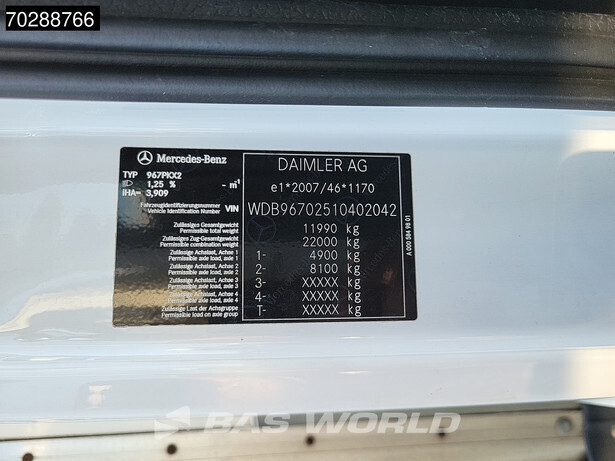 70288766
Mercedes-Benz
DAIMLER AG
TYP 967PKX2
1,25 % - m¹
iHA= 3,909
e1*2007/46*1170
Fahrzeugidentifizierungsnummer
Vehicle Identification Number VIN WDB96702510402042
Zulässiges Gesamtgewicht
Permissible total weight 11990 kg
Zulässiges Zug-Gesamtgewicht
Permissible combination weight 22000 kg
Zulässige Achslast, Achse 1
Permissible axle load, axle 1 1- 4900 kg
Zulässige Achslast, Achse 2
Permissible axle load, axle 2 2- 8100 kg
Zulässige Achslast, Achse 3
Permissible axle load, axle 3 3- XXXXX kg
Zulässige Achslast, Achse 4
Permissible axle load, axle 4 4- XXXXX kg
Zulässige Last der Achsgruppe
Permissible load on axle group T- XXXXX kg
A 000 584 98 01
BAS WORLD